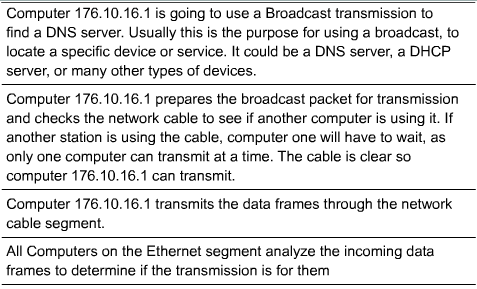 Computer 176.10.16.1 is going to use a Broadcast transmission to
find a DNS server. Usually this is the purpose for using a broadcast, to
locate a specific device or service. It could be a DNS server, a DHCP
server, or many other types of devices.
Computer 176.10.16.1 prepares the broadcast packet for transmission
and checks the network cable to see if another computer is using it. If
another station is using the cable, computer one will have to wait, as
only one computer can transmit at a time. The cable is clear so
computer 176.10.16.1 can transmit.
Computer 176.10.16.1 transmits the data frames through the network
cable segment.
All Computers on the Ethernet segment analyze the incoming data
frames to determine if the transmission is for them